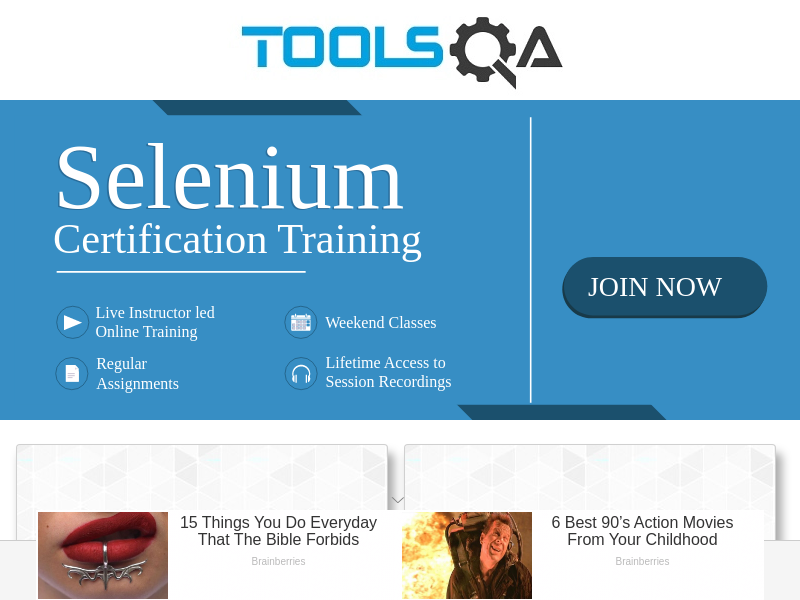 TOOLSQA
Selenium
Certification Training
Live Instructor led
Online Training
Weekend Classes
Regular
Assignments
Lifetime Access to
Session Recordings
JOIN NOW
15 Things You Do Everyday
That The Bible Forbids
Brainberries
6 Best 90's Action Movies
From Your Childhood
Brainberries